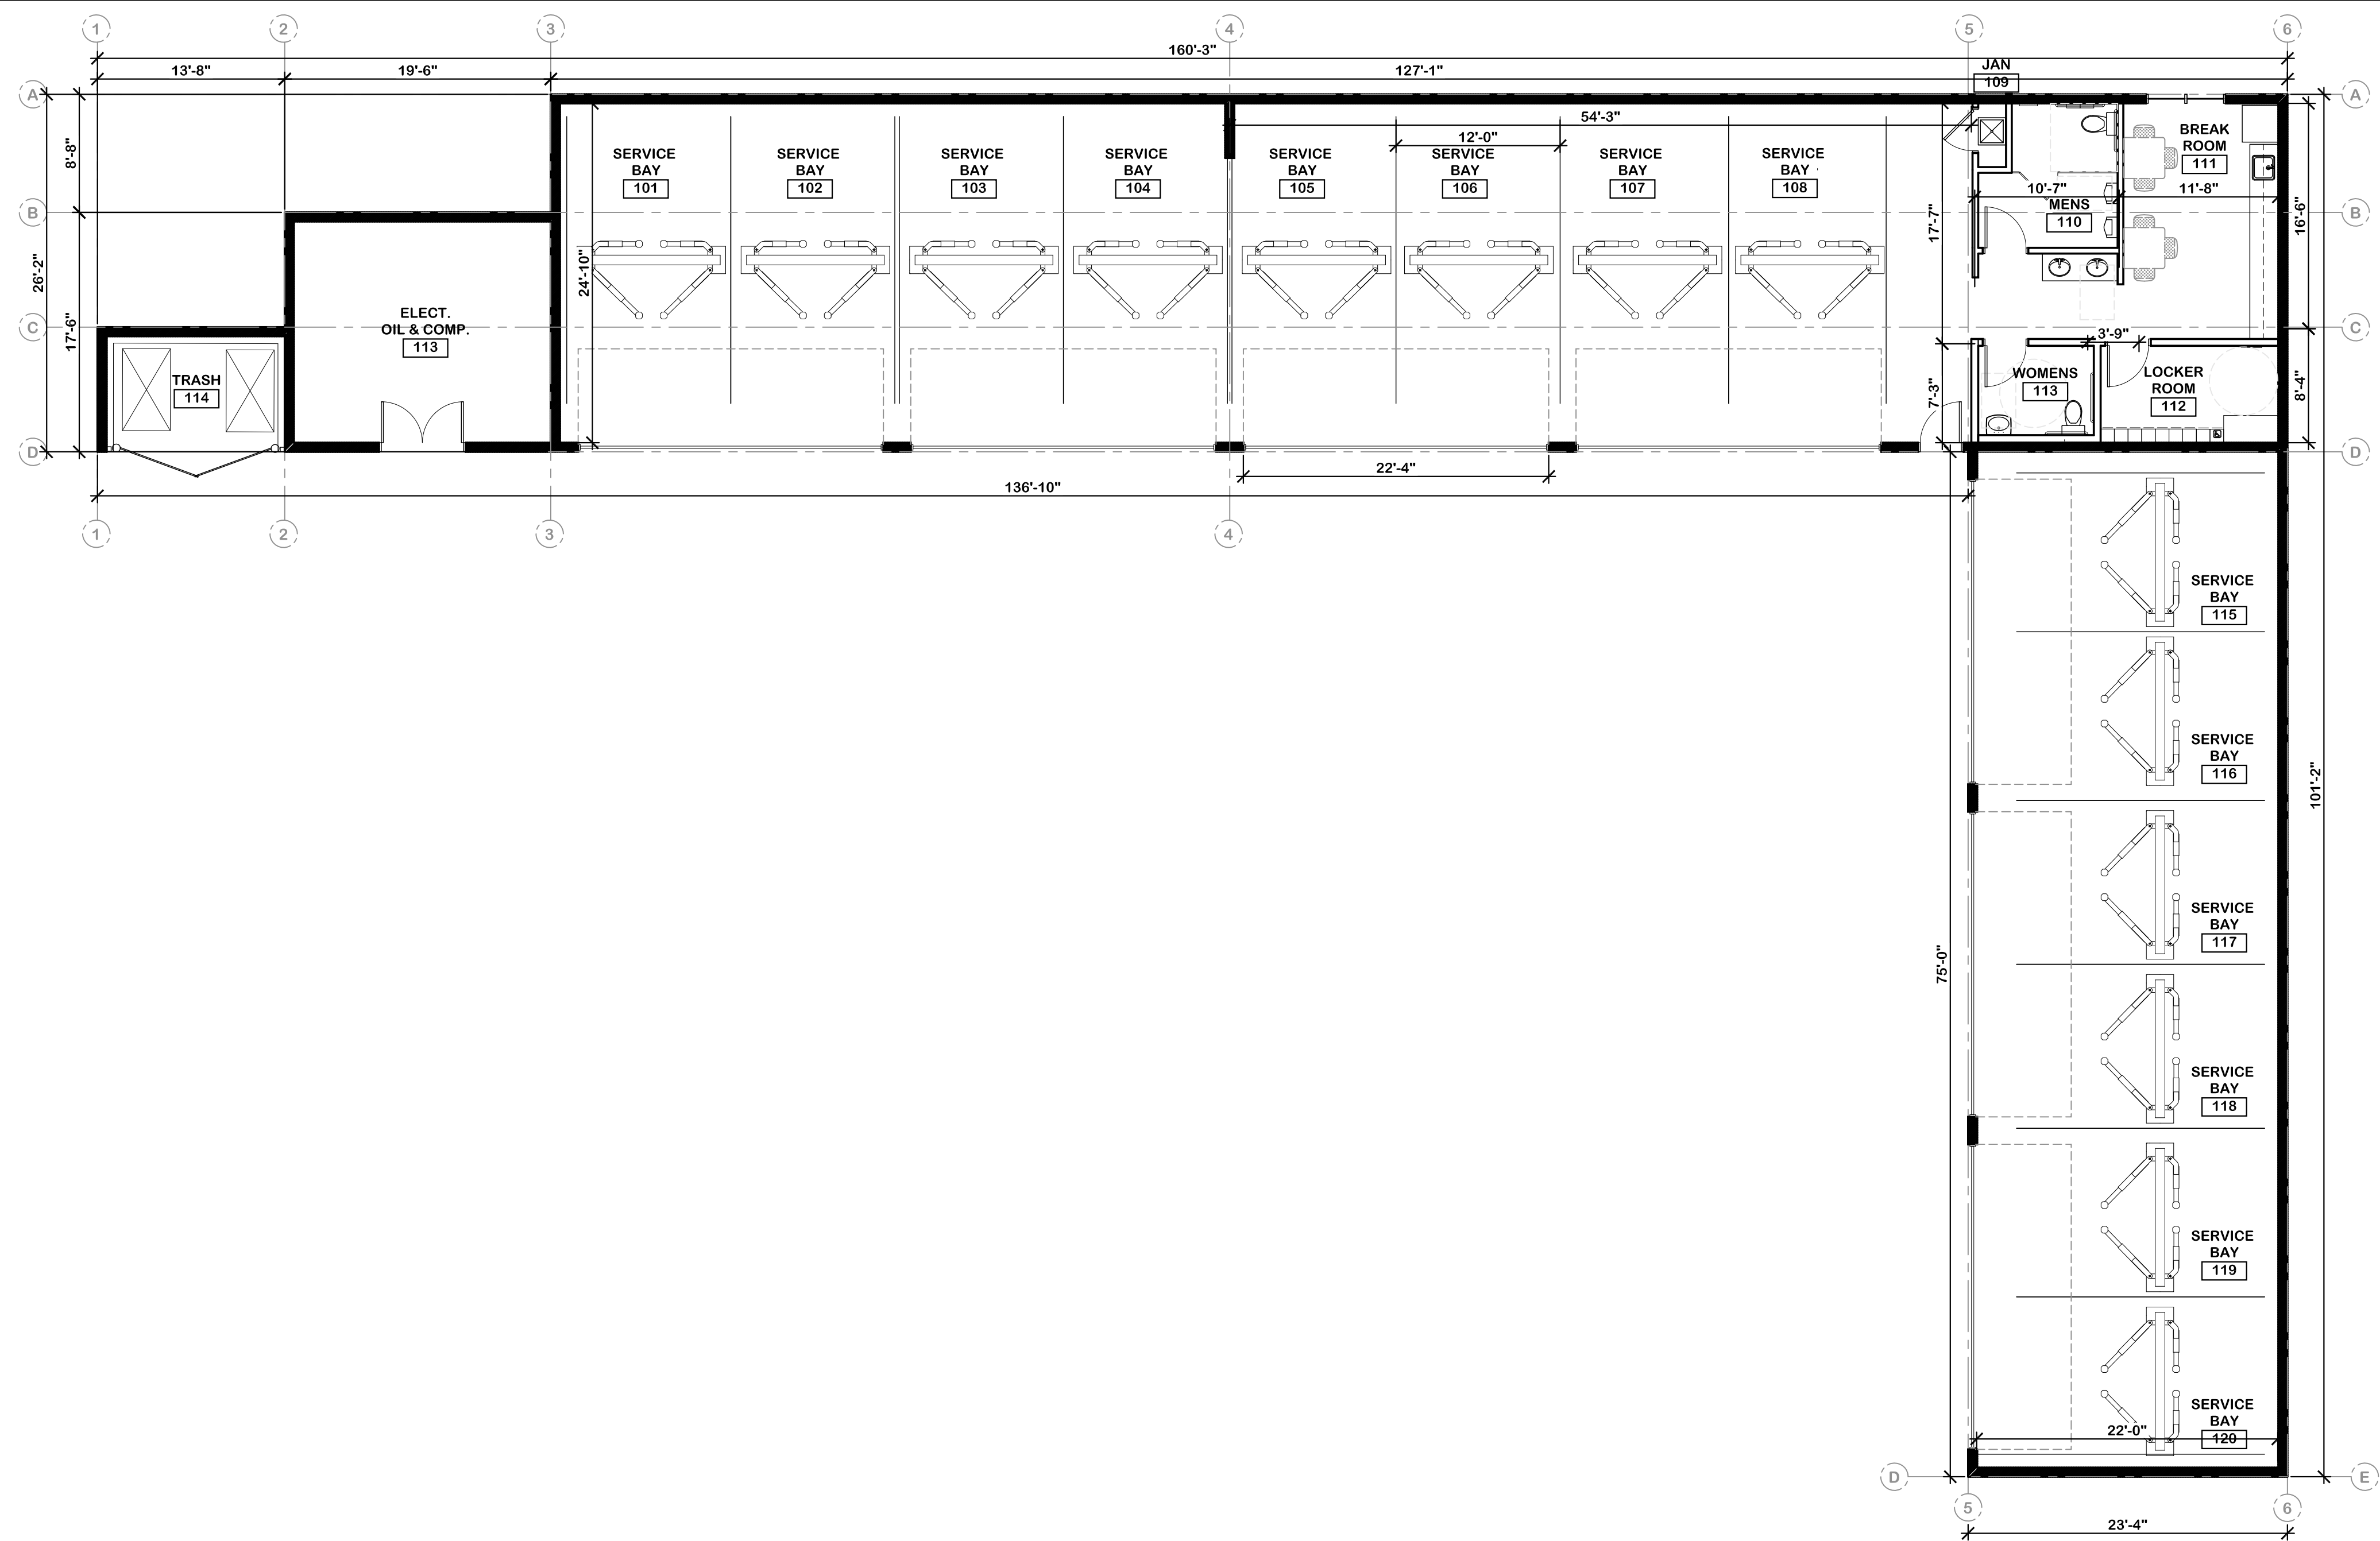 1 2 3 4 5 6
160'-3"
13'-8" 19'-6" 127'-1"
A A
JAN
109
54'-3"
12'-0"
8'-8"
SERVICE
BAY
101
SERVICE
BAY
102
SERVICE
BAY
103
SERVICE
BAY
104
SERVICE
BAY
105
SERVICE
BAY
106
SERVICE
BAY
107
SERVICE
BAY
108
BREAK
ROOM
111
10'-7" 11'-8"
MENS
110
B B
17'-7"
16'-6"
26'-2"
24'-10"
17'-6"
ELECT.
OIL & COMP.
113
C C
3'-9"
TRASH
114
WOMENS
113
LOCKER
ROOM
112
7'-3"
8'-4"
D D
22'-4"
136'-10"
1 2 3 4
SERVICE
BAY
115
SERVICE
BAY
116
101'-2"
SERVICE
BAY
117
75'-0"
SERVICE
BAY
118
SERVICE
BAY
119
SERVICE
BAY
120
22'-0"
D E
5 6
23'-4"